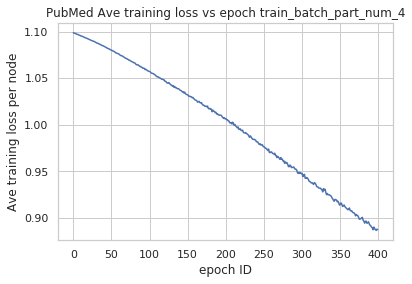 PubMed Ave training loss vs epoch train_batch_part_num_4
Ave training loss per node
1.10
1.05
1.00
0.95
0.90
0 50 100 150 200 250 300 350 400
epoch ID